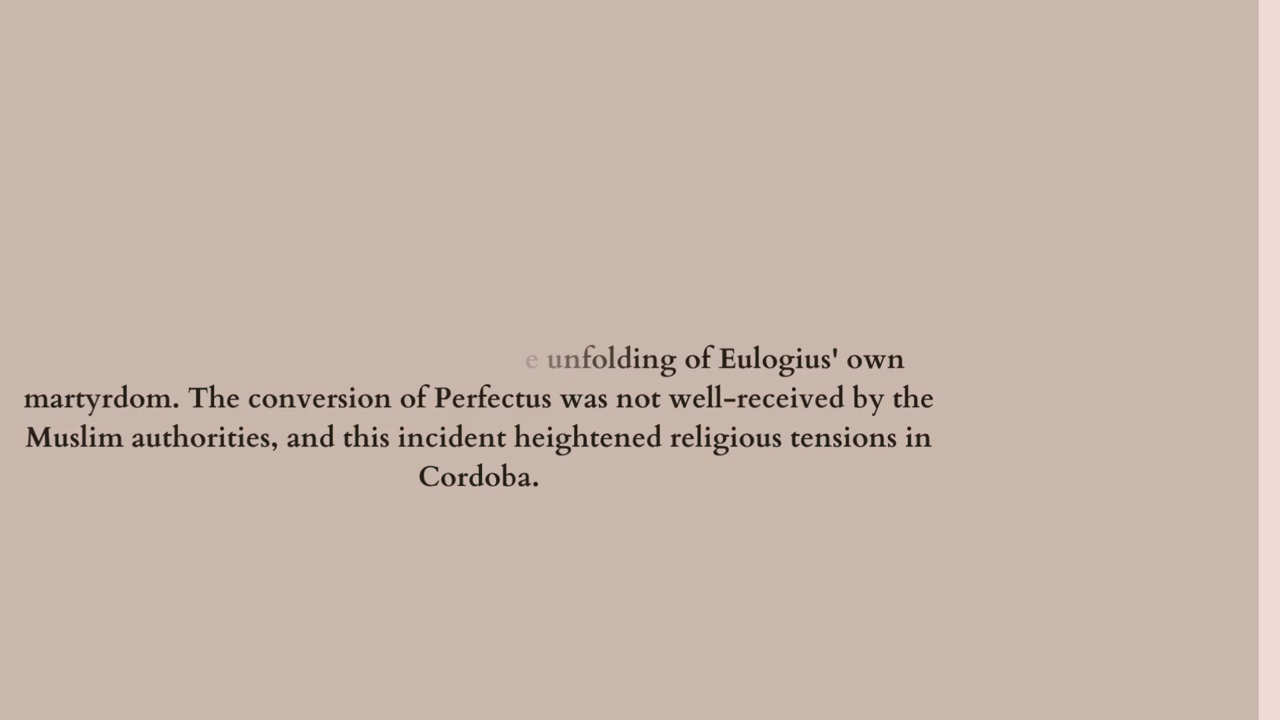 e unfolding of Eulogius' own
martyrdom. The conversion of Perfectus was not well-received by the
Muslim authorities, and this incident heightened religious tensions in
Cordoba.